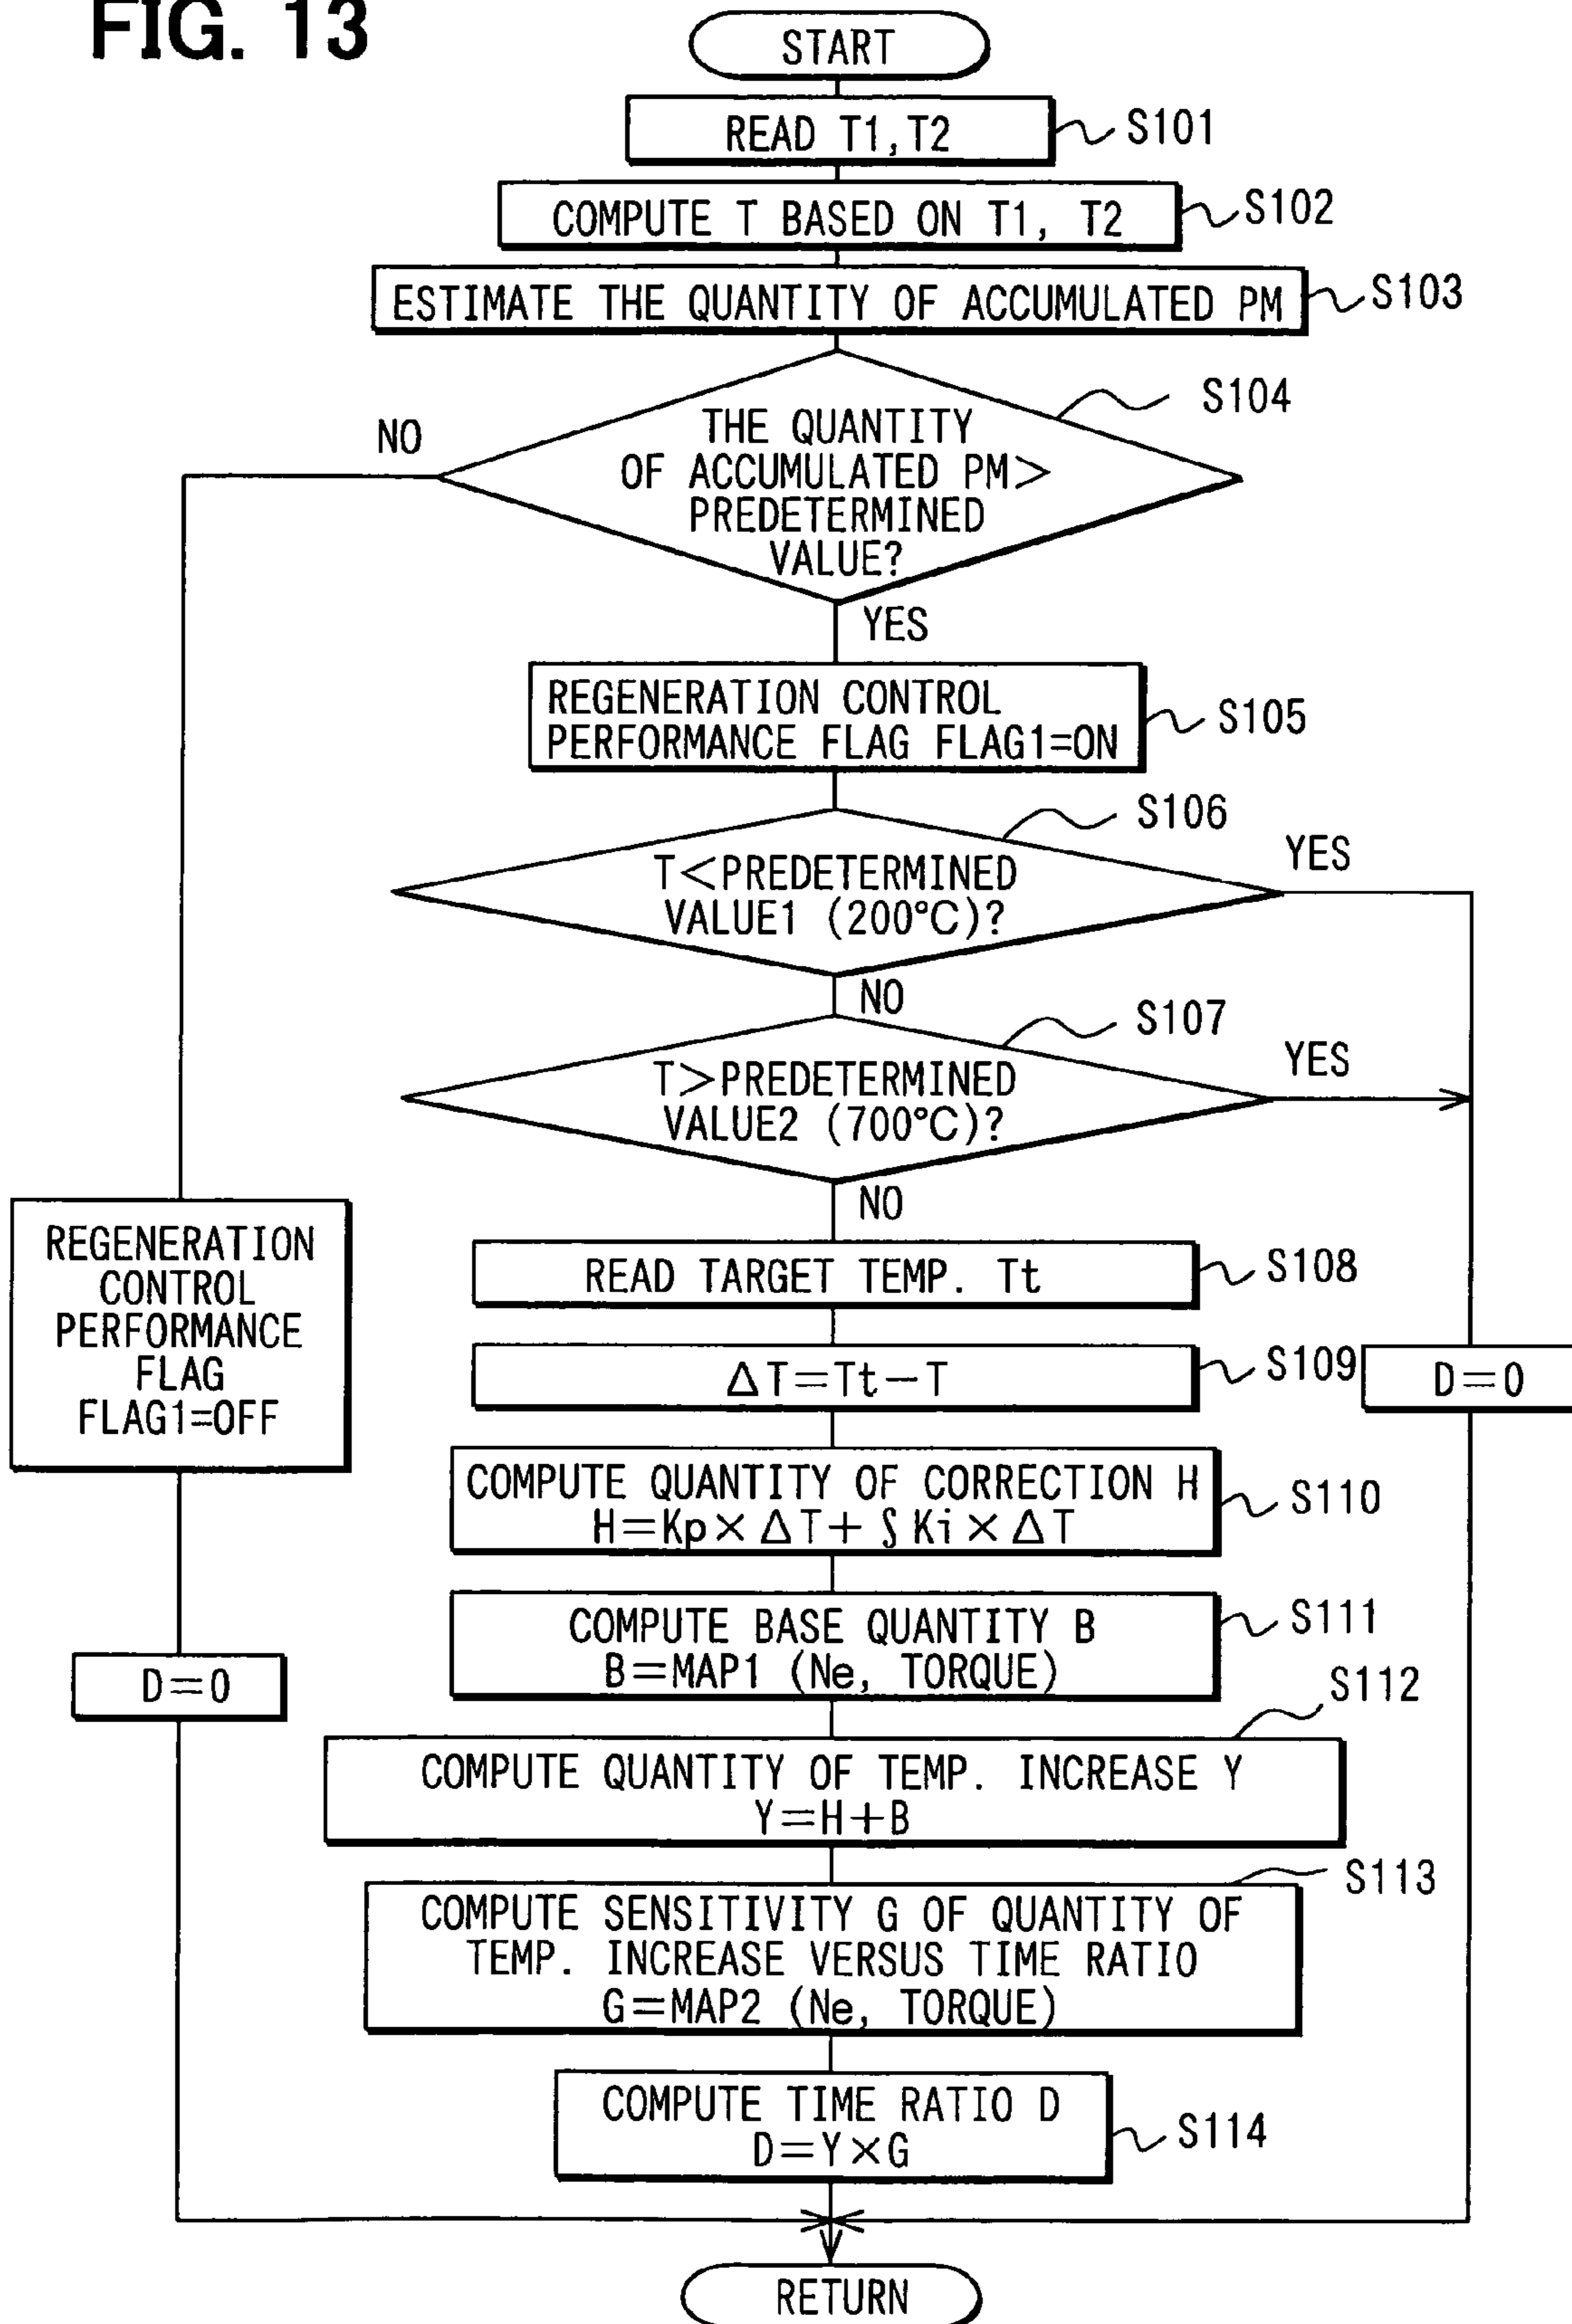 FIG. 13
START
READ T1, T2
S101
COMPUTE T BASED ON T1, T2
S102
ESTIMATE THE QUANTITY OF ACCUMULATED PM
S103
S104
NO
THE QUANTITY
OF ACCUMULATED PM>
PREDETERMINED
VALUE?
YES
REGENERATION CONTROL
PERFORMANCE FLAG FLAG1=ON
S105
S106
YES
T<PREDETERMINED
VALUE1 (200°C)?
NO
S107
YES
T>PREDETERMINED
VALUE2 (700°C)?
NO
REGENERATION
CONTROL
PERFORMANCE
FLAG
FLAG1=OFF
READ TARGET TEMP. Tt
S108
ΔT=Tt−T
S109
D=0
COMPUTE QUANTITY OF CORRECTION H
H=Kp×ΔT+∫Ki×ΔT
S110
COMPUTE BASE QUANTITY B
B=MAP1 (Ne, TORQUE)
S111
D=0
S112
COMPUTE QUANTITY OF TEMP. INCREASE Y
Y=H+B
S113
COMPUTE SENSITIVITY G OF QUANTITY OF
TEMP. INCREASE VERSUS TIME RATIO
G=MAP2 (Ne, TORQUE)
COMPUTE TIME RATIO D
D=Y×G
S114
RETURN